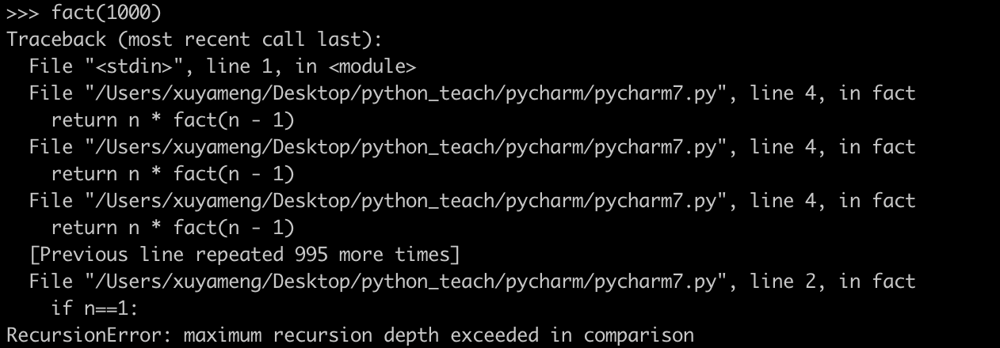 >>> fact(1000)
Traceback (most recent call last):
  File "<stdin>", line 1, in <module>
  File "/Users/xuyameng/Desktop/python_teach/pycharm/pycharm7.py", line 4, in fact
    return n * fact(n - 1)
  File "/Users/xuyameng/Desktop/python_teach/pycharm/pycharm7.py", line 4, in fact
    return n * fact(n - 1)
  File "/Users/xuyameng/Desktop/python_teach/pycharm/pycharm7.py", line 4, in fact
    return n * fact(n - 1)
  [Previous line repeated 995 more times]
  File "/Users/xuyameng/Desktop/python_teach/pycharm/pycharm7.py", line 2, in fact
    if n==1:
RecursionError: maximum recursion depth exceeded in comparison